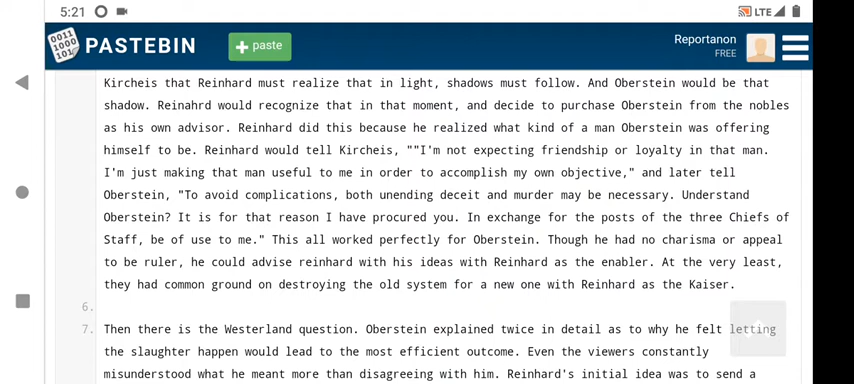 5:21
LTE
0011
1000
101
PASTEBIN
+ paste
Reportanon
FREE
Kircheis that Reinhard must realize that in light, shadows must follow. And Oberstein would be that
shadow. Reinahrd would recognize that in that moment, and decide to purchase Oberstein from the nobles
as his own advisor. Reinhard did this because he realized what kind of a man Oberstein was offering
himself to be. Reinhard would tell Kircheis, ""I'm not expecting friendship or loyalty in that man.
I'm just making that man useful to me in order to accomplish my own objective," and later tell
Oberstein, "To avoid complications, both unending deceit and murder may be necessary. Understand
Oberstein? It is for that reason I have procured you. In exchange for the posts of the three Chiefs of
Staff, be of use to me." This all worked perfectly for Oberstein. Though he had no charisma or appeal
to be ruler, he could advise reinhard with his ideas with Reinhard as the enabler. At the very least,
they had common ground on destroying the old system for a new one with Reinhard as the Kaiser.
6.
7. Then there is the Westerland question. Oberstein explained twice in detail as to why he felt letting
the slaughter happen would lead to the most efficient outcome. Even the viewers constantly
misunderstood what he meant more than disagreeing with him. Reinhard's initial idea was to send a